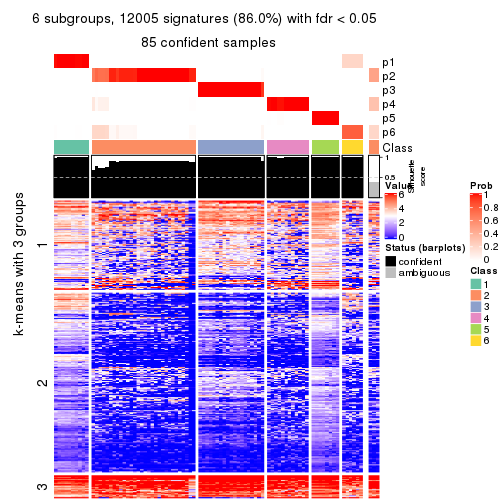 6 subgroups, 12005 signatures (86.0%) with fdr < 0.05
85 confident samples
p1
p2
p3
p4
p5
p6
Class
1
0.5
0
Silhouette
score
k-means with 3 groups
1
2
3
Value
6
4
2
0
Status (barplots)
confident
ambiguous
Prob
1
0.8
0.6
0.4
0.2
0
Class
1
2
3
4
5
6